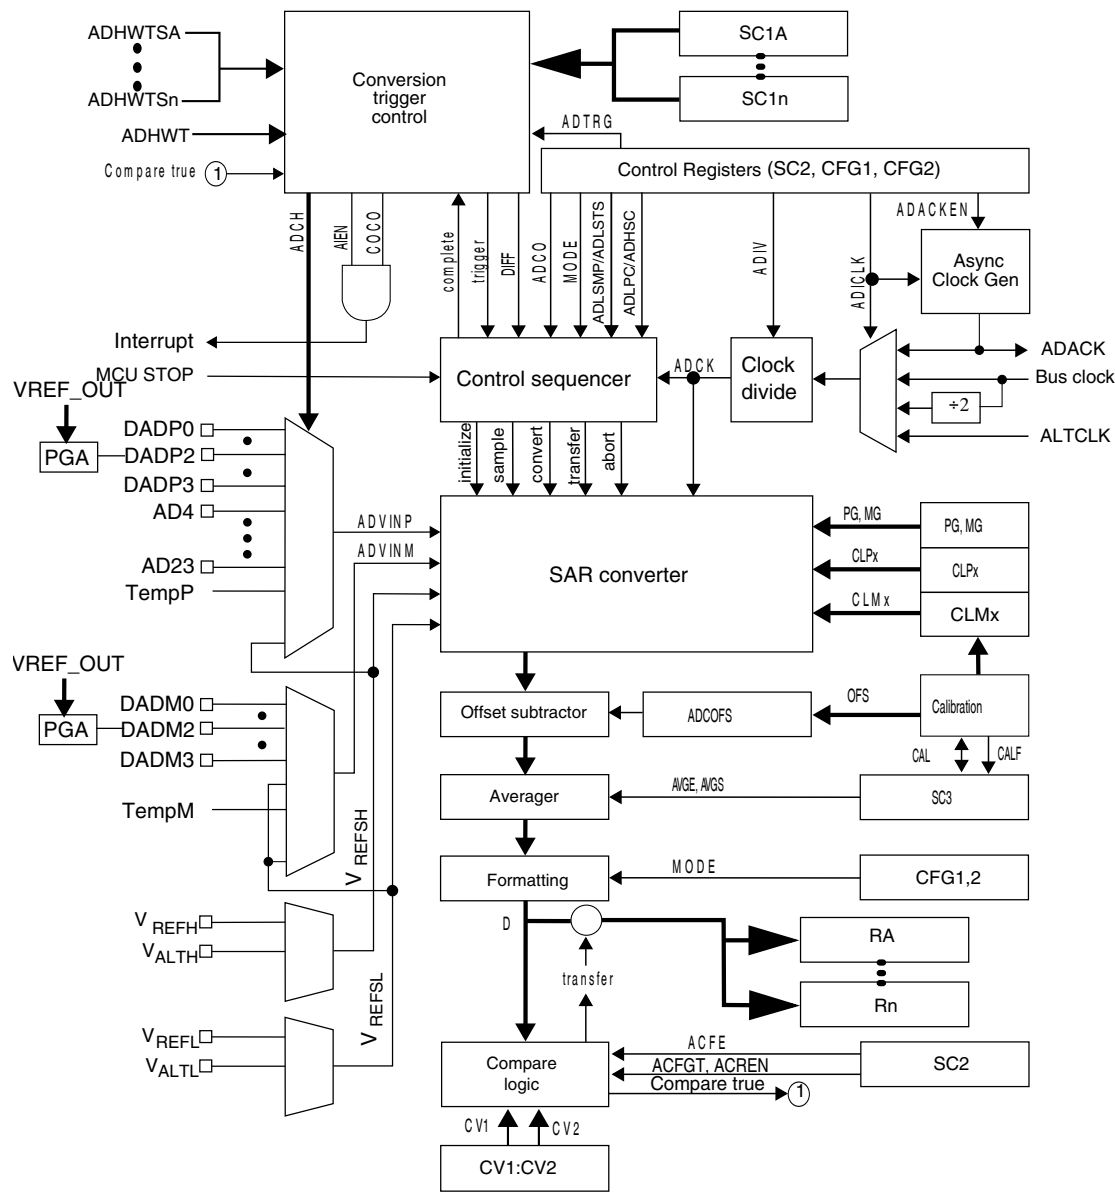 ADHWTSA
ADHWTSn
ADHWT
Compare true 1
Conversion
trigger
control
SC1A
SC1n
ADTRG
Control Registers (SC2, CFG1, CFG2)
ADCH
AIEN
COCO
complete
trigger
DIFF
ADCO
MODE
ADLSMP/ADLSTS
ADLPC/ADHSC
ADIV
ADICLK
ADACKEN
Async
Clock Gen
Interrupt
MCU STOP
Control sequencer
ADCK
Clock
divide
ADACK
Bus clock
÷2
ALTCLK
VREF_OUT
PGA
DADP0
DADP2
DADP3
AD4
AD23
TempP
initialize
sample
convert
transfer
abort
ADVINP
ADVINM
SAR converter
PG, MG
PG, MG
CLPx
CLPx
CLMx
CLMx
VREF_OUT
PGA
DADM0
DADM2
DADM3
TempM
Offset subtractor
ADCOFS
OFS
Calibration
CAL
CALF
Averager
AVGE, AVGS
SC3
V REFSH
Formatting
MODE
CFG1,2
V REFH
VALTH
D
transfer
RA
Rn
V REFSL
V REFL
VALTL
Compare
logic
ACFE
ACFGT, ACREN
Compare true
1
SC2
CV1
CV2
CV1:CV2